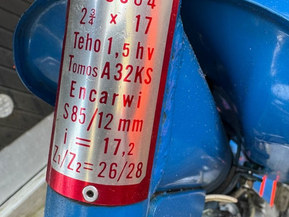 2¾ × 17
Teho 1,5 hv
Tomos A32KS
Encarwi
S85/12 mm
i = 17,2
Z₁/Z₂ = 26/28